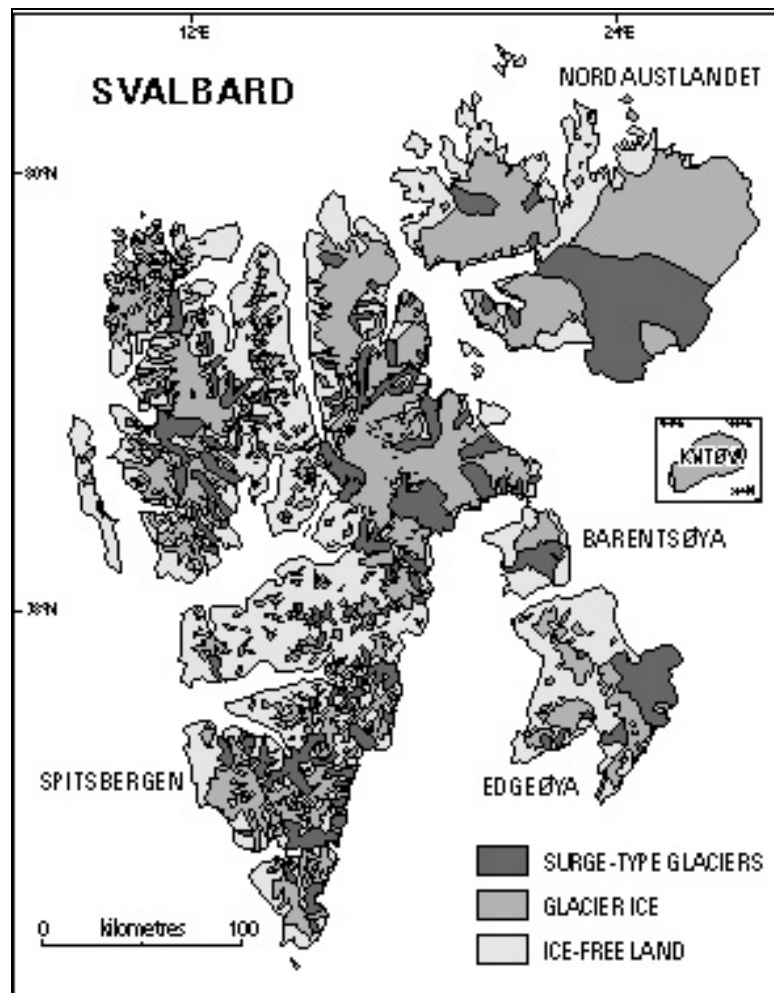 12°E
24°E
SVALBARD
NORDAUSTLANDET
80°N
BARENTSØYA
78°N
SPITSBERGEN
EDGEØYA
SURGE-TYPE GLACIERS
GLACIER ICE
ICE-FREE LAND
0 kilometres 100